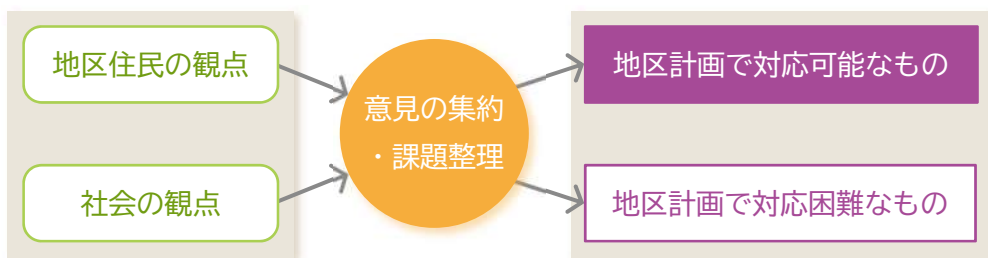 地区住民の観点
社会の観点
意見の集約
・課題整理
地区計画で対応可能なもの
地区計画で対応困難なもの